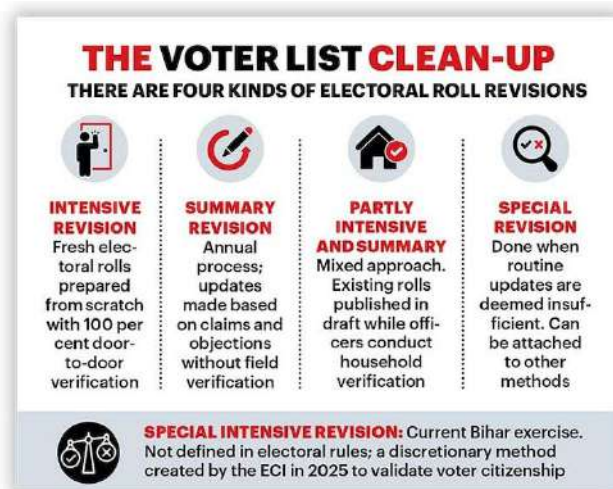 THE VOTER LIST CLEAN-UP
THERE ARE FOUR KINDS OF ELECTORAL ROLL REVISIONS
INTENSIVE
REVISION
Fresh elec-
toral rolls
prepared
from scratch
with 100 per
cent door-
to-door
verification
SUMMARY
REVISION
Annual
process;
updates
made based
on claims and
objections
without field
verification
PARTLY
INTENSIVE
AND SUMMARY
Mixed approach.
Existing rolls
published in
draft while offi-
cers conduct
household
verification
SPECIAL
REVISION
Done when
routine
updates are
deemed insuf-
ficient. Can
be attached
to other
methods
SPECIAL INTENSIVE REVISION: Current Bihar exercise.
Not defined in electoral rules; a discretionary method
created by the ECI in 2025 to validate voter citizenship